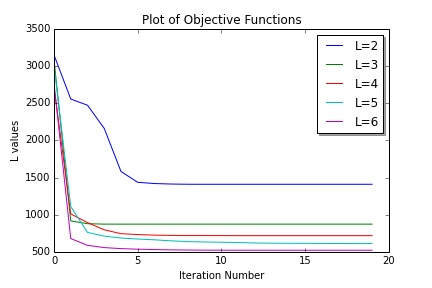 Plot of Objective Functions
3500
3000
2500
2000
1500
1000
500
L values
L=2
L=3
L=4
L=5
L=6
0
5
10
15
20
Iteration Number